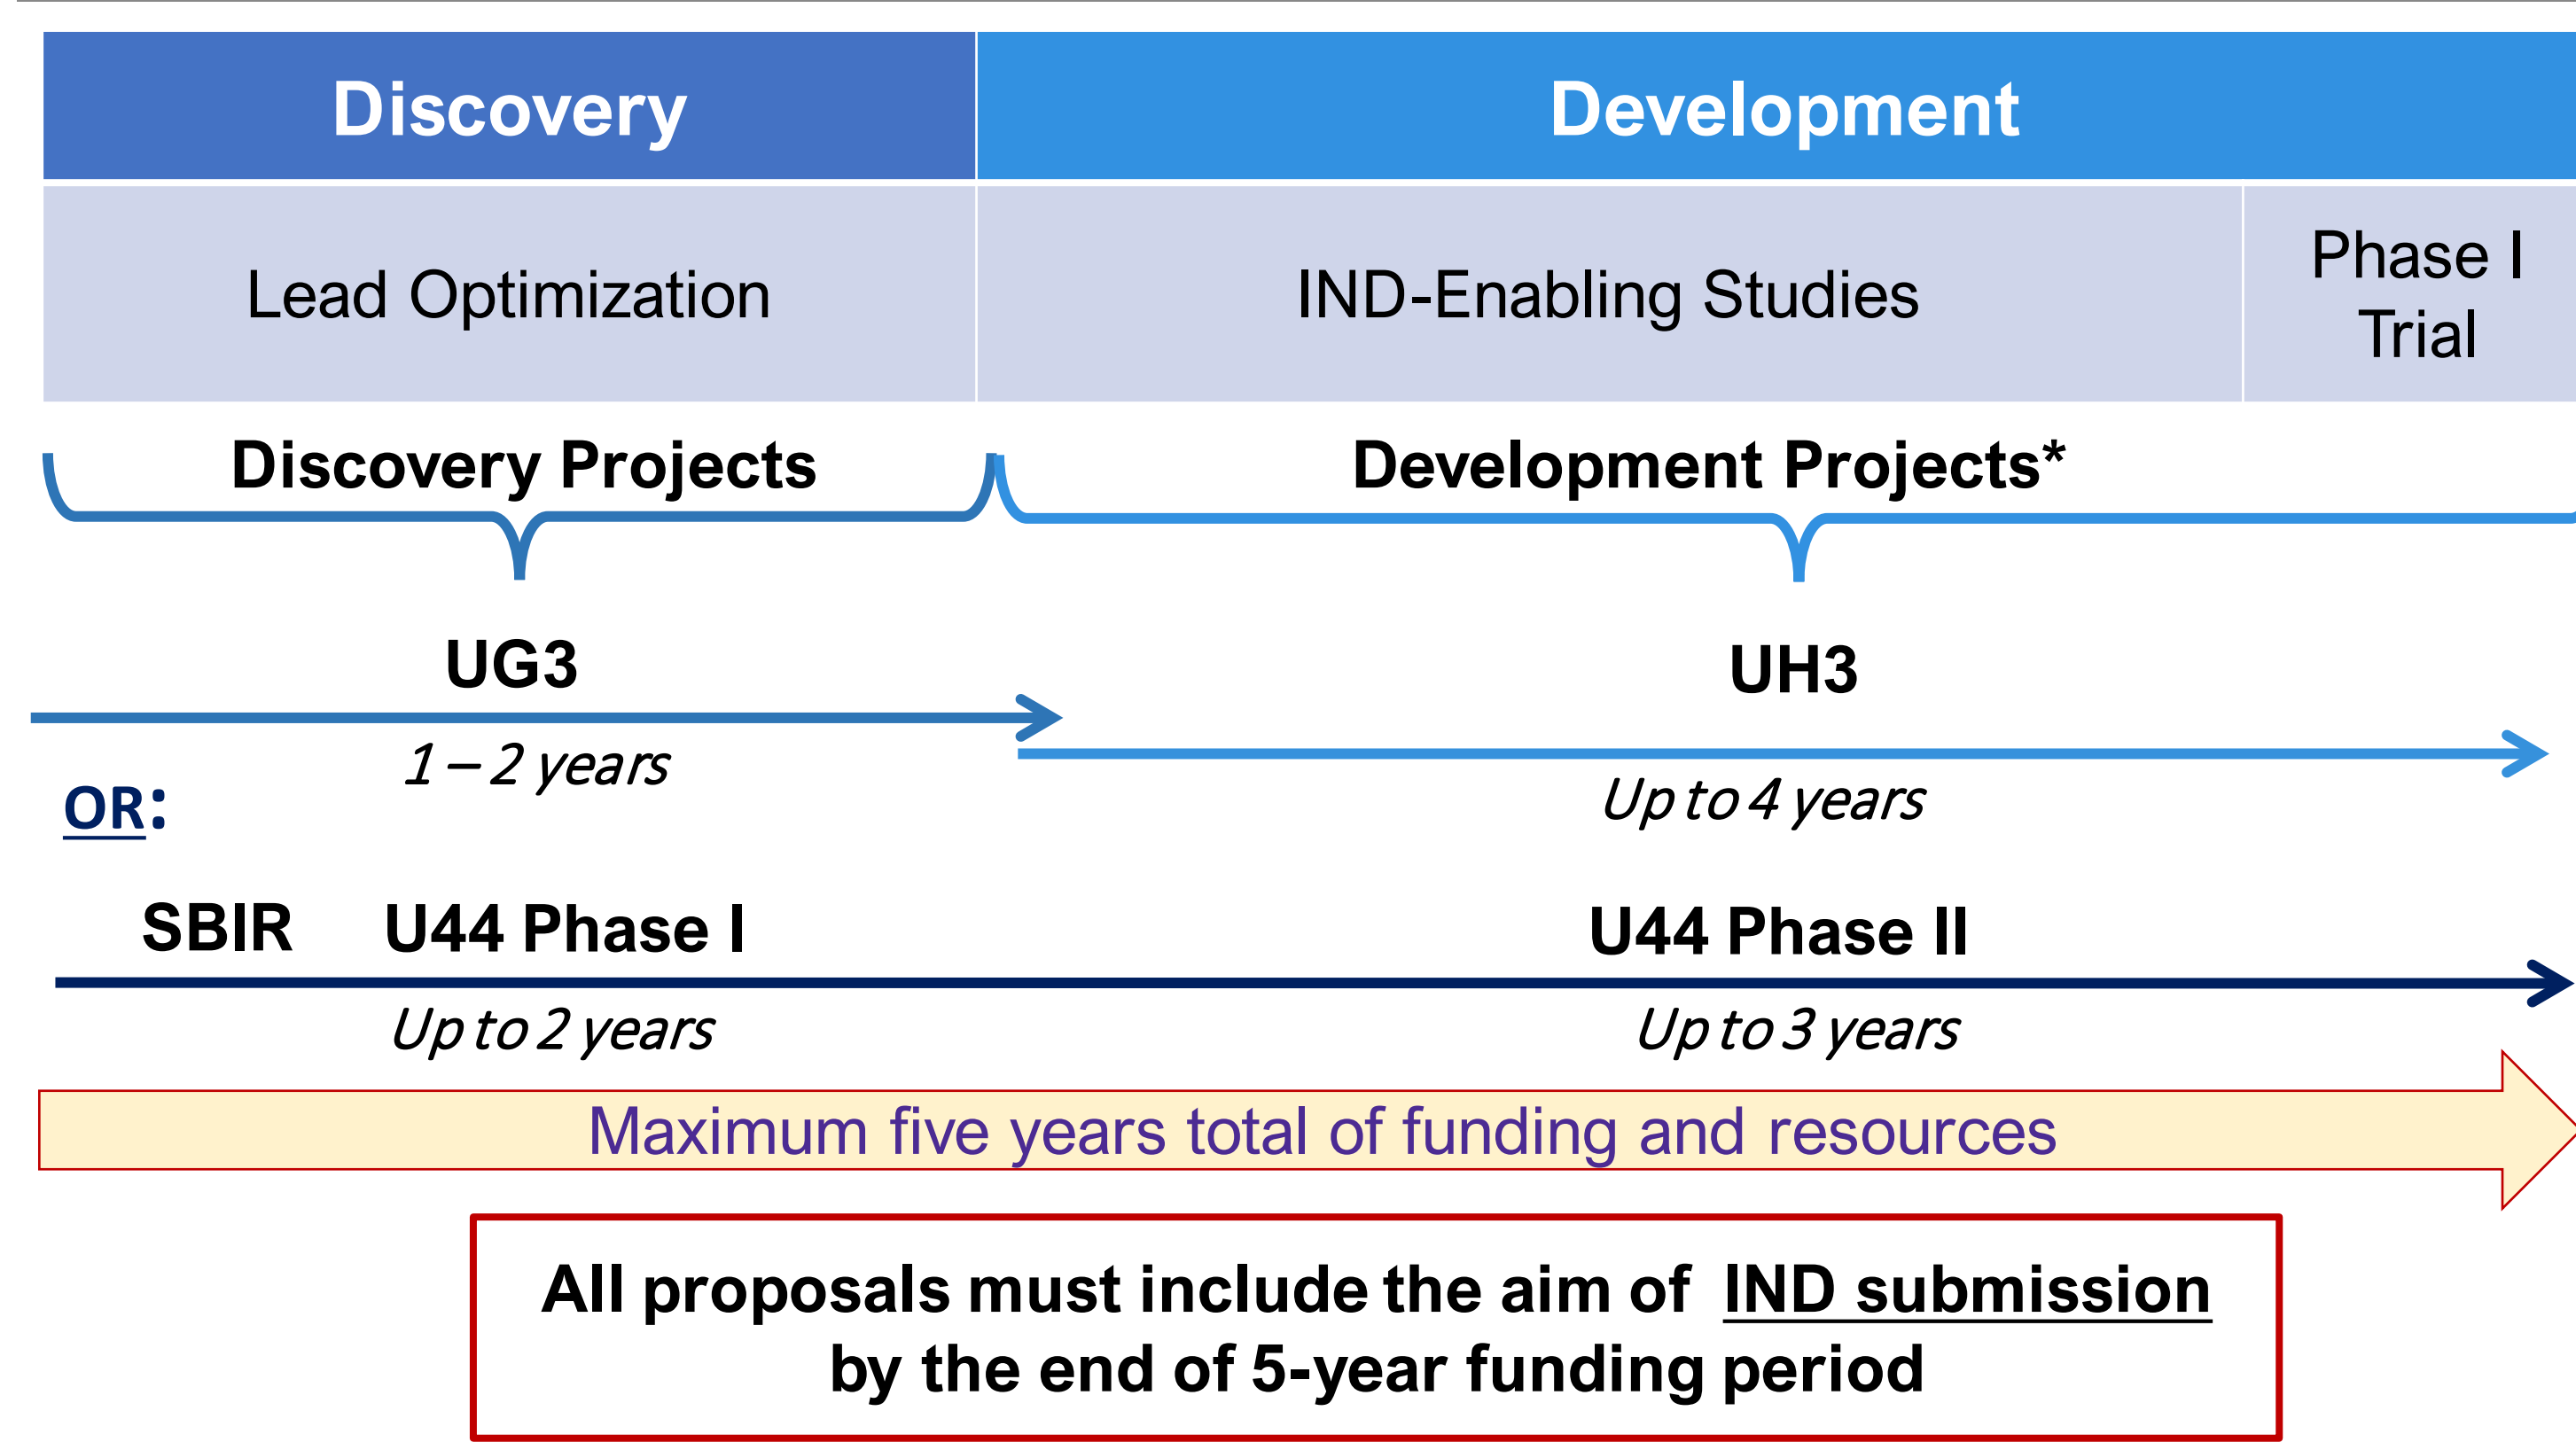 Discovery
Development
Lead Optimization
IND-Enabling Studies
Phase I
Trial
Discovery Projects
Development Projects*
UG3
UH3
1 – 2 years
Up to 4 years
OR:
SBIR U44 Phase I
U44 Phase II
Up to 2 years
Up to 3 years
Maximum five years total of funding and resources
All proposals must include the aim of IND submission
by the end of 5-year funding period